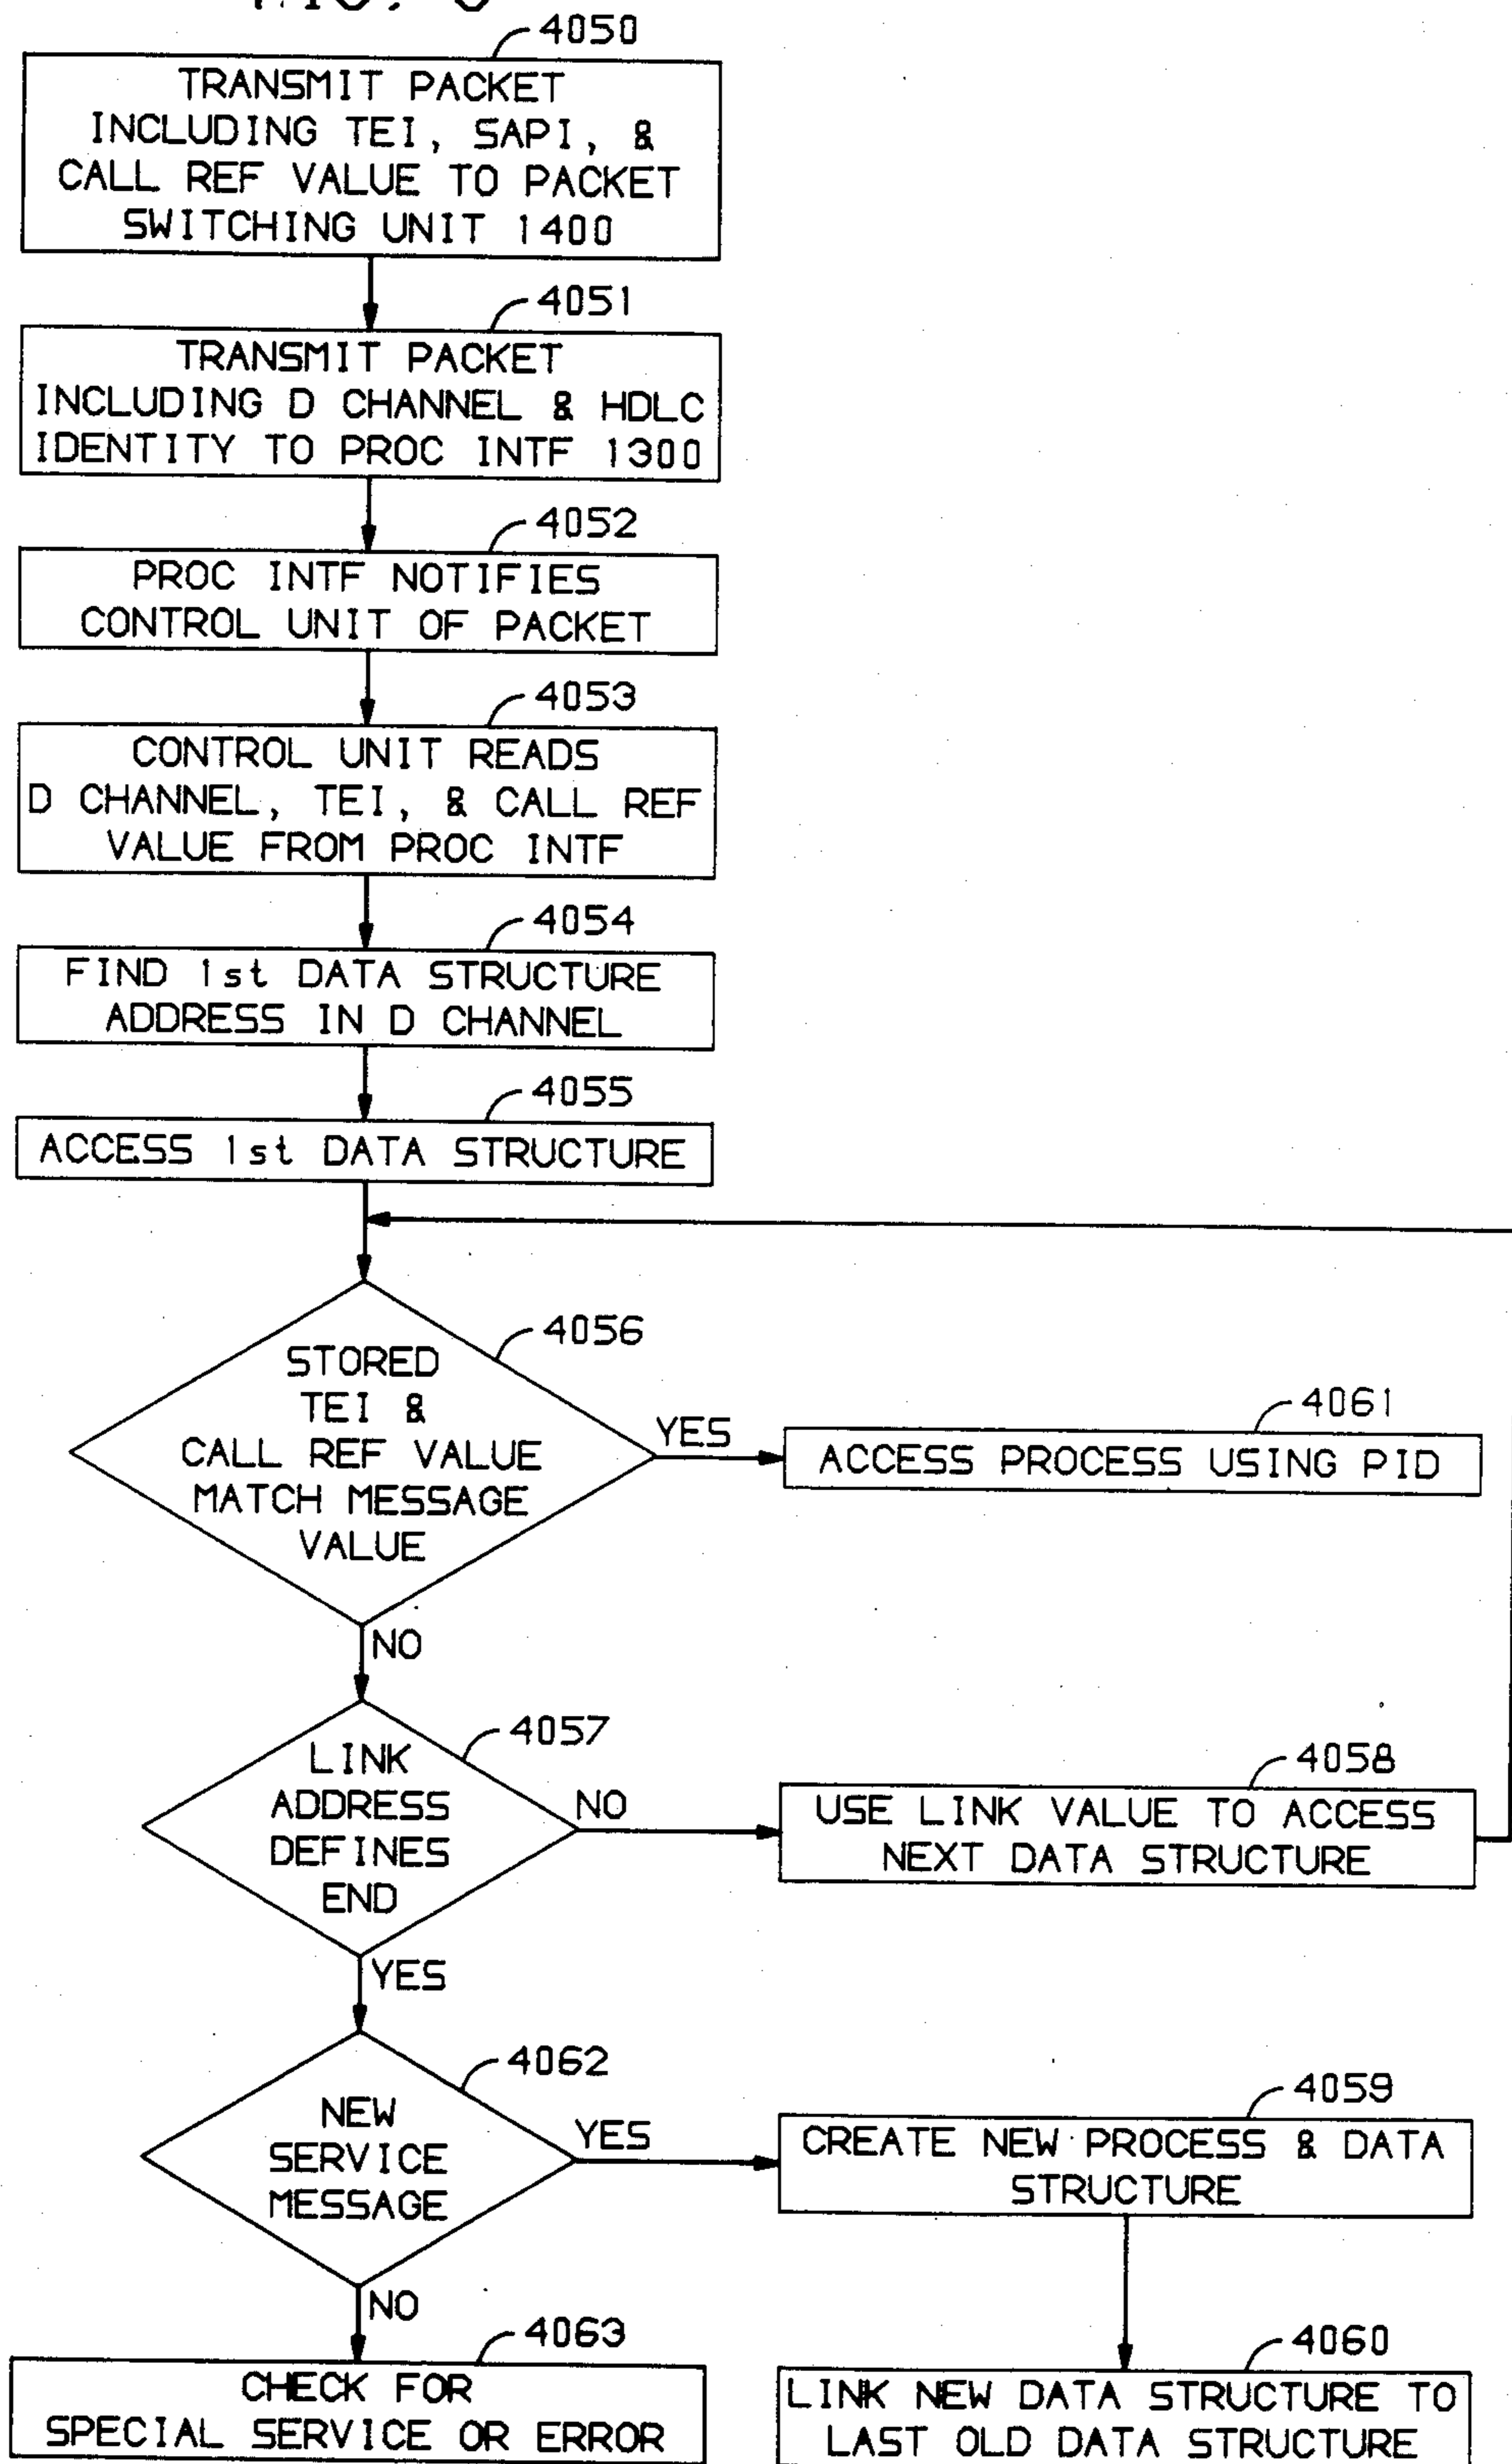 4050
TRANSMIT PACKET
INCLUDING TEI, SAPI, &
CALL REF VALUE TO PACKET
SWITCHING UNIT 1400
4051
TRANSMIT PACKET
INCLUDING D CHANNEL & HDLC
IDENTITY TO PROC INTF 1300
4052
PROC INTF NOTIFIES
CONTROL UNIT OF PACKET
4053
CONTROL UNIT READS
D CHANNEL, TEI, & CALL REF
VALUE FROM PROC INTF
4054
FIND 1st DATA STRUCTURE
ADDRESS IN D CHANNEL
4055
ACCESS 1st DATA STRUCTURE
4056
STORED
TEI &
CALL REF VALUE
MATCH MESSAGE
VALUE
YES
4061
ACCESS PROCESS USING PID
NO
4057
LINK
ADDRESS
DEFINES
END
NO
4058
USE LINK VALUE TO ACCESS
NEXT DATA STRUCTURE
YES
4062
NEW
SERVICE
MESSAGE
YES
4059
CREATE NEW PROCESS & DATA
STRUCTURE
NO
4063
CHECK FOR
SPECIAL SERVICE OR ERROR
4060
LINK NEW DATA STRUCTURE TO
LAST OLD DATA STRUCTURE